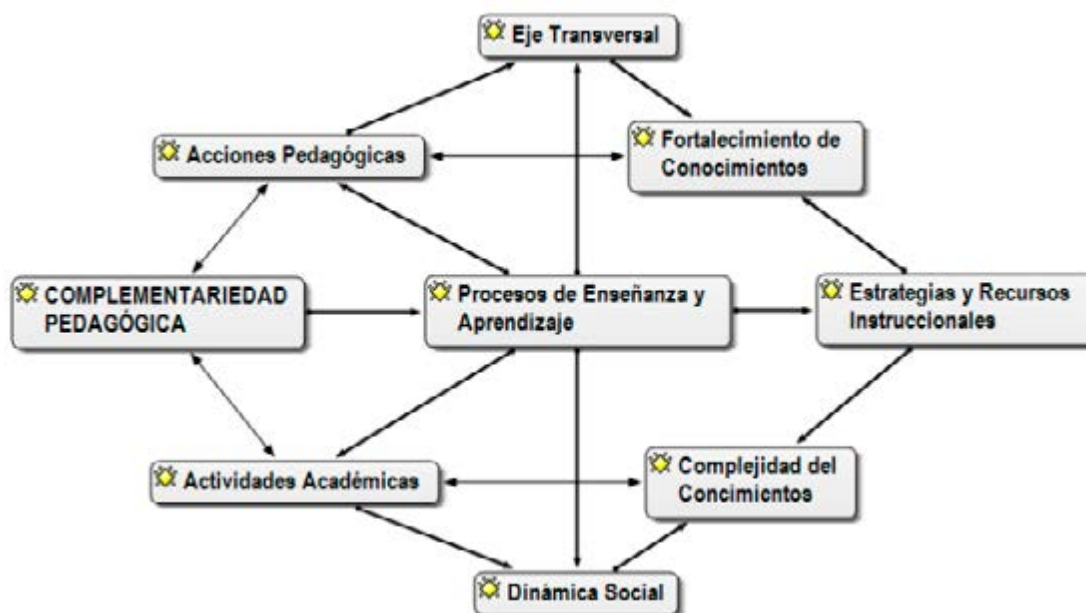 Eje Transversal
Acciones Pedagógicas
Fortalecimiento de
Conocimientos
COMPLEMENTARIEDAD
PEDAGÓGICA
Procesos de Enseñanza y
Aprendizaje
Estrategias y Recursos
Instruccionales
Actividades Académicas
Complejidad del
Concimientos
Dinámica Social